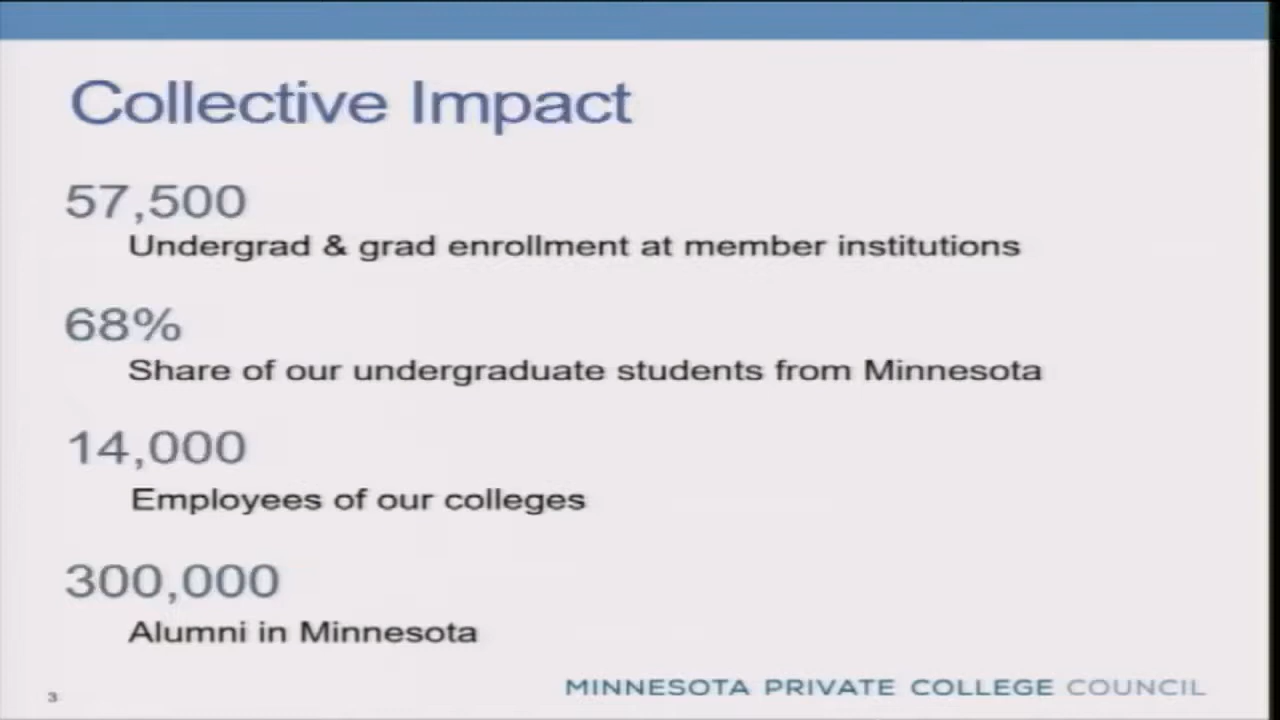 Collective Impact
57,500
Undergrad & grad enrollment at member institutions
68%
Share of our undergraduate students from Minnesota
14,000
Employees of our colleges
300,000
Alumni in Minnesota
3
MINNESOTA PRIVATE COLLEGE COUNCIL